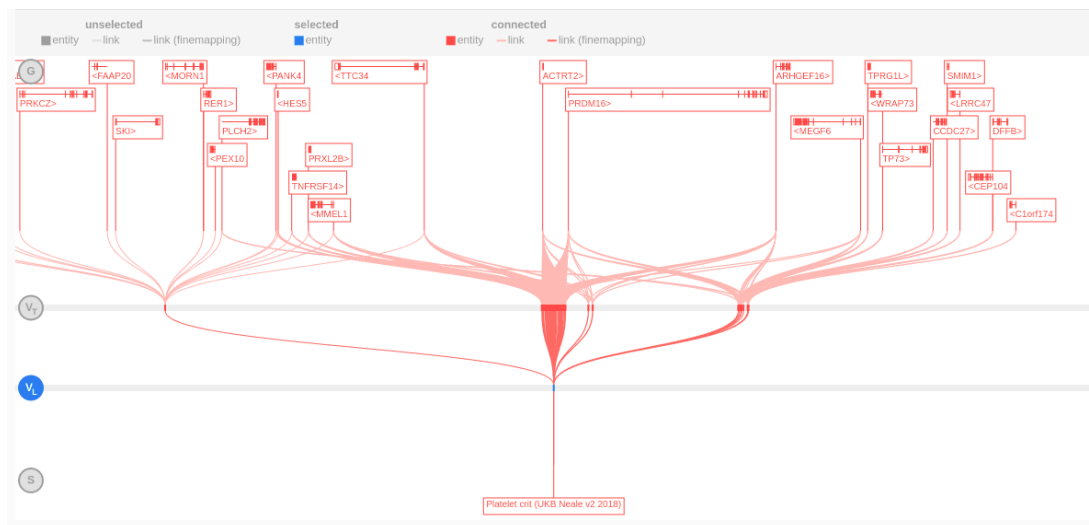 unselected selected connected
entity link link (finemapping) entity entity link link (finemapping)
G <FAAP20 <MORN1 <PANK4 <TTC34 ACTRT2> ARHGEF16> TPRG1L> SMIM1>
PRKCZ> RER1> <HES5 PRDM16> <WRAP73 <LRRC47
SKI> PLCH2> <MEGF6 CCDC27> DFFB>
<PEX10 PRXL2B> TP73>
TNFRSF14> <CEP104
<MMEL1 <C1orf174
VT
VL
S
Platelet crit (UKB Neale v2 2018)